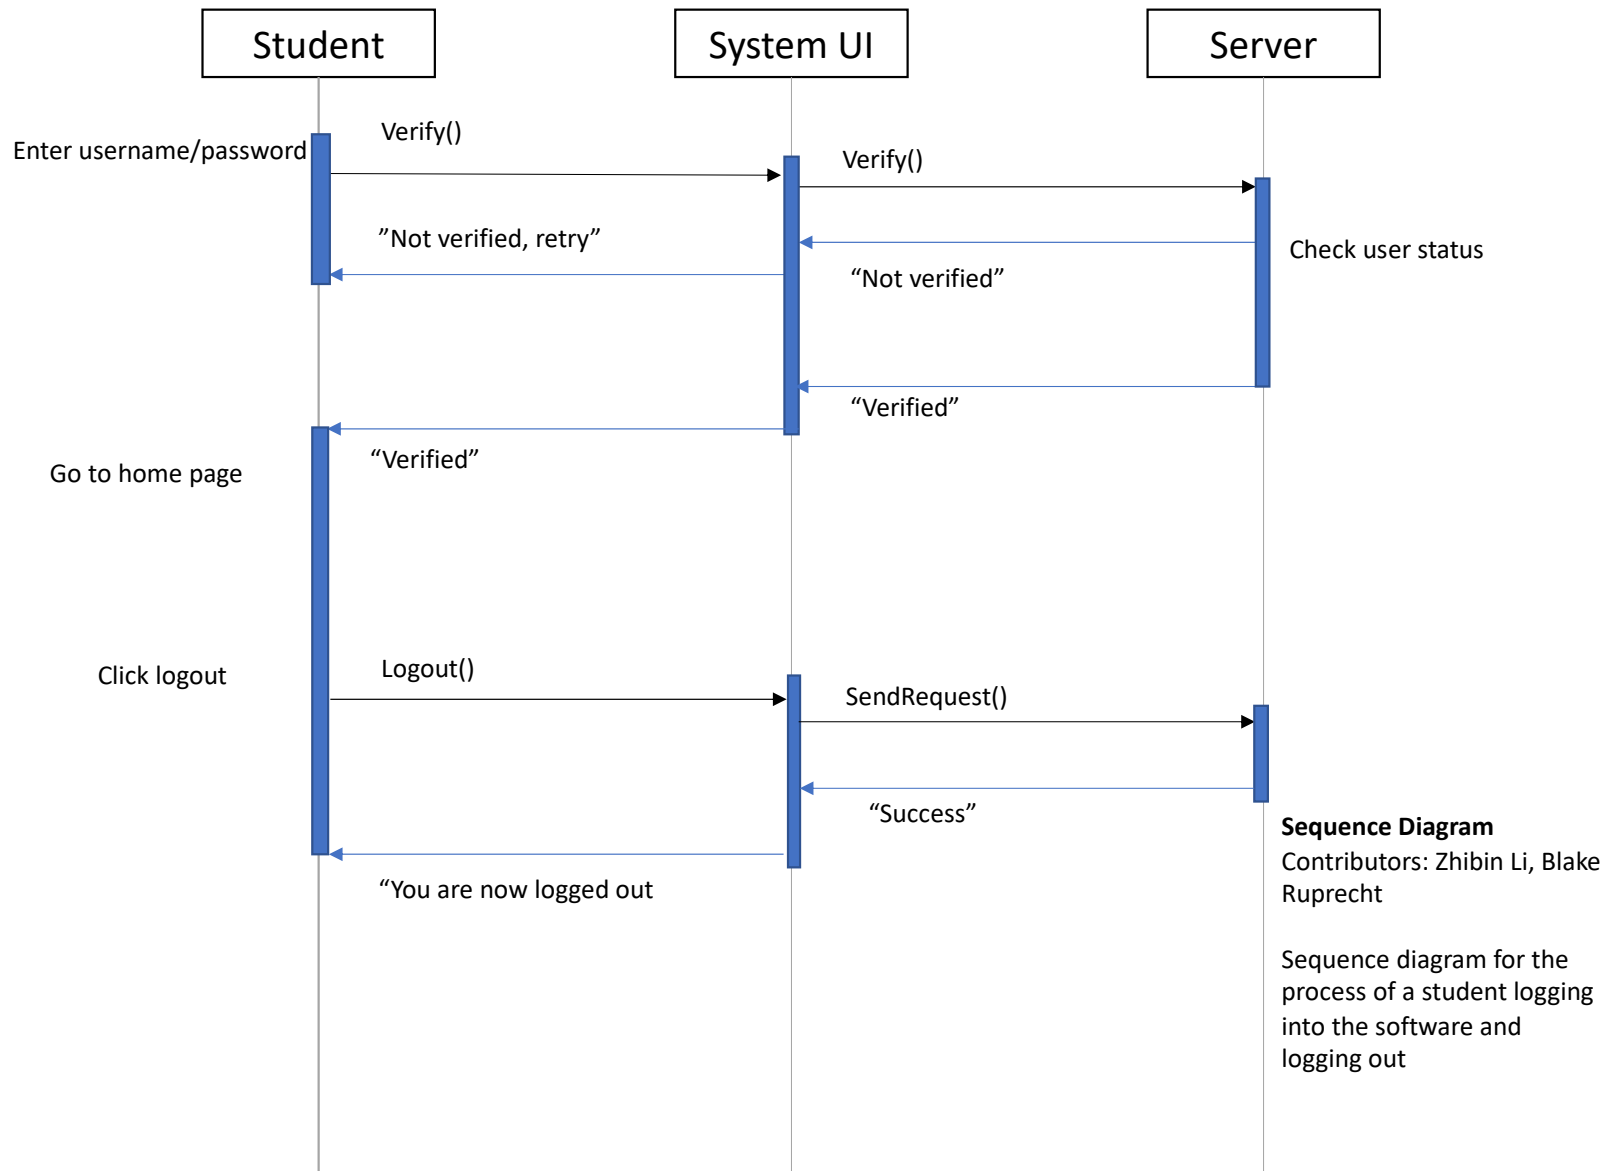 Student
System UI
Server
Enter username/password
Verify()
Verify()
”Not verified, retry”
“Not verified”
Check user status
“Verified”
“Verified”
Go to home page
Click logout
Logout()
SendRequest()
“Success”
“You are now logged out
Sequence Diagram
Contributors: Zhibin Li, Blake
Ruprecht
Sequence diagram for the
process of a student logging
into the software and
logging out